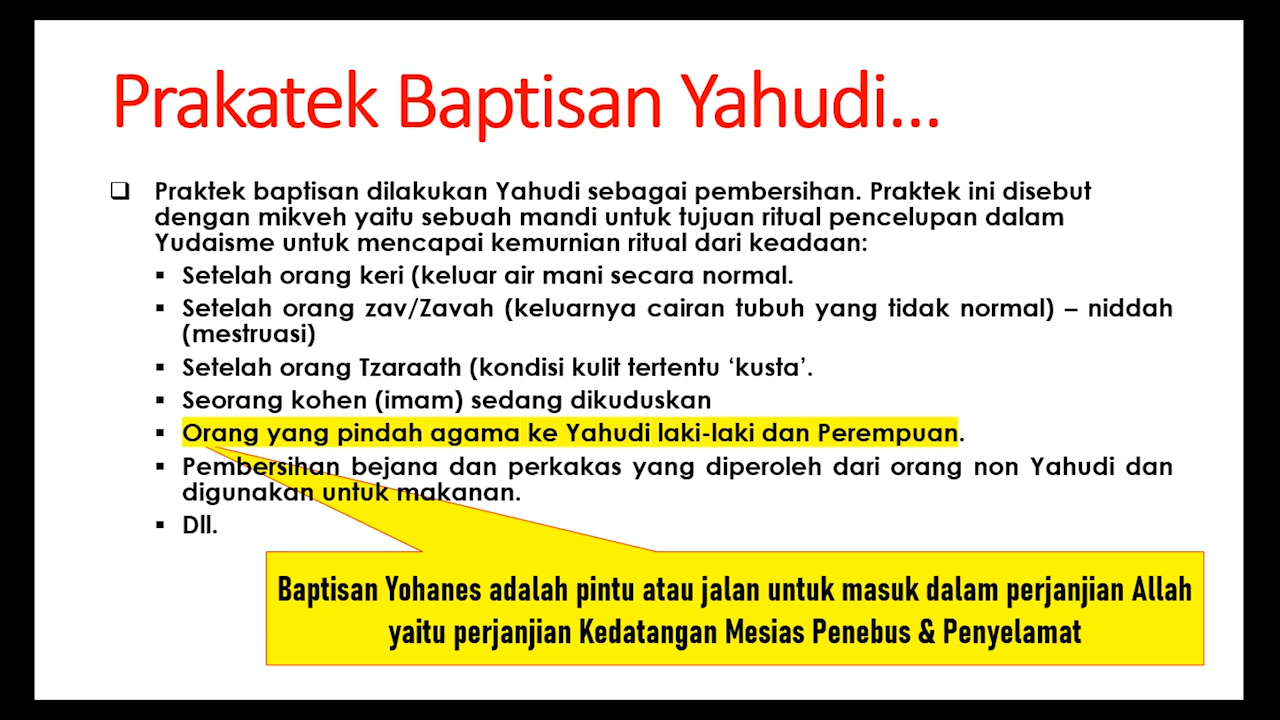 Prakatek Baptisan Yahudi...
Praktek baptisan dilakukan Yahudi sebagai pembersihan. Praktek ini disebut
dengan mikveh yaitu sebuah mandi untuk tujuan ritual pencelupan dalam
Yudaisme untuk mencapai kemurnian ritual dari keadaan:
Setelah orang keri (keluar air mani secara normal.
Setelah orang zav/Zavah (keluarnya cairan tubuh yang tidak normal) – niddah
(mestruasi)
Setelah orang Tzaraath (kondisi kulit tertentu ‘kusta’.
Seorang kohen (imam) sedang dikuduskan
Orang yang pindah agama ke Yahudi laki-laki dan Perempuan.
Pembersihan bejana dan perkakas yang diperoleh dari orang non Yahudi dan
digunakan untuk makanan.
Dll.
Baptisan Yohanes adalah pintu atau jalan untuk masuk dalam perjanjian Allah
yaitu perjanjian Kedatangan Mesias Penebus & Penyelamat